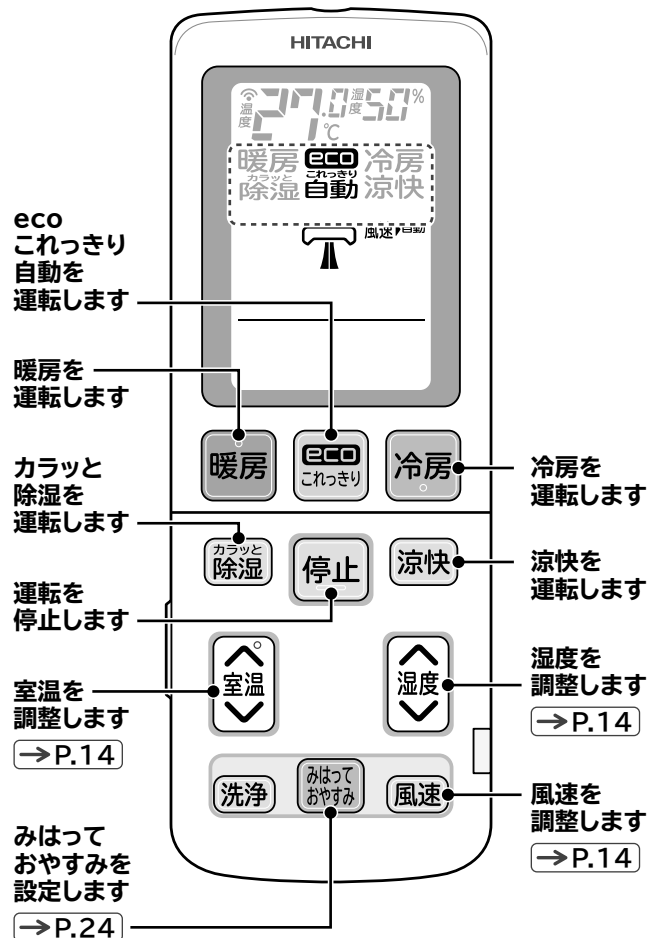 HITACHI
温度 27.0℃ 湿度 50%
暖房 eco 冷房
カラッと これっきり
除湿 自動 涼快
風速 自動
eco
これっきり
自動を
運転します
暖房を
運転します
暖房
eco
これっきり
冷房
カラッと
除湿を
運転します
冷房を
運転します
カラッと
除湿
停止
涼快
涼快を
運転します
運転を
停止します
室温
湿度
湿度を
調整します
→P.14
室温を
調整します
→P.14
洗浄
みはって
おやすみ
風速
風速を
調整します
→P.14
みはって
おやすみを
設定します
→P.24